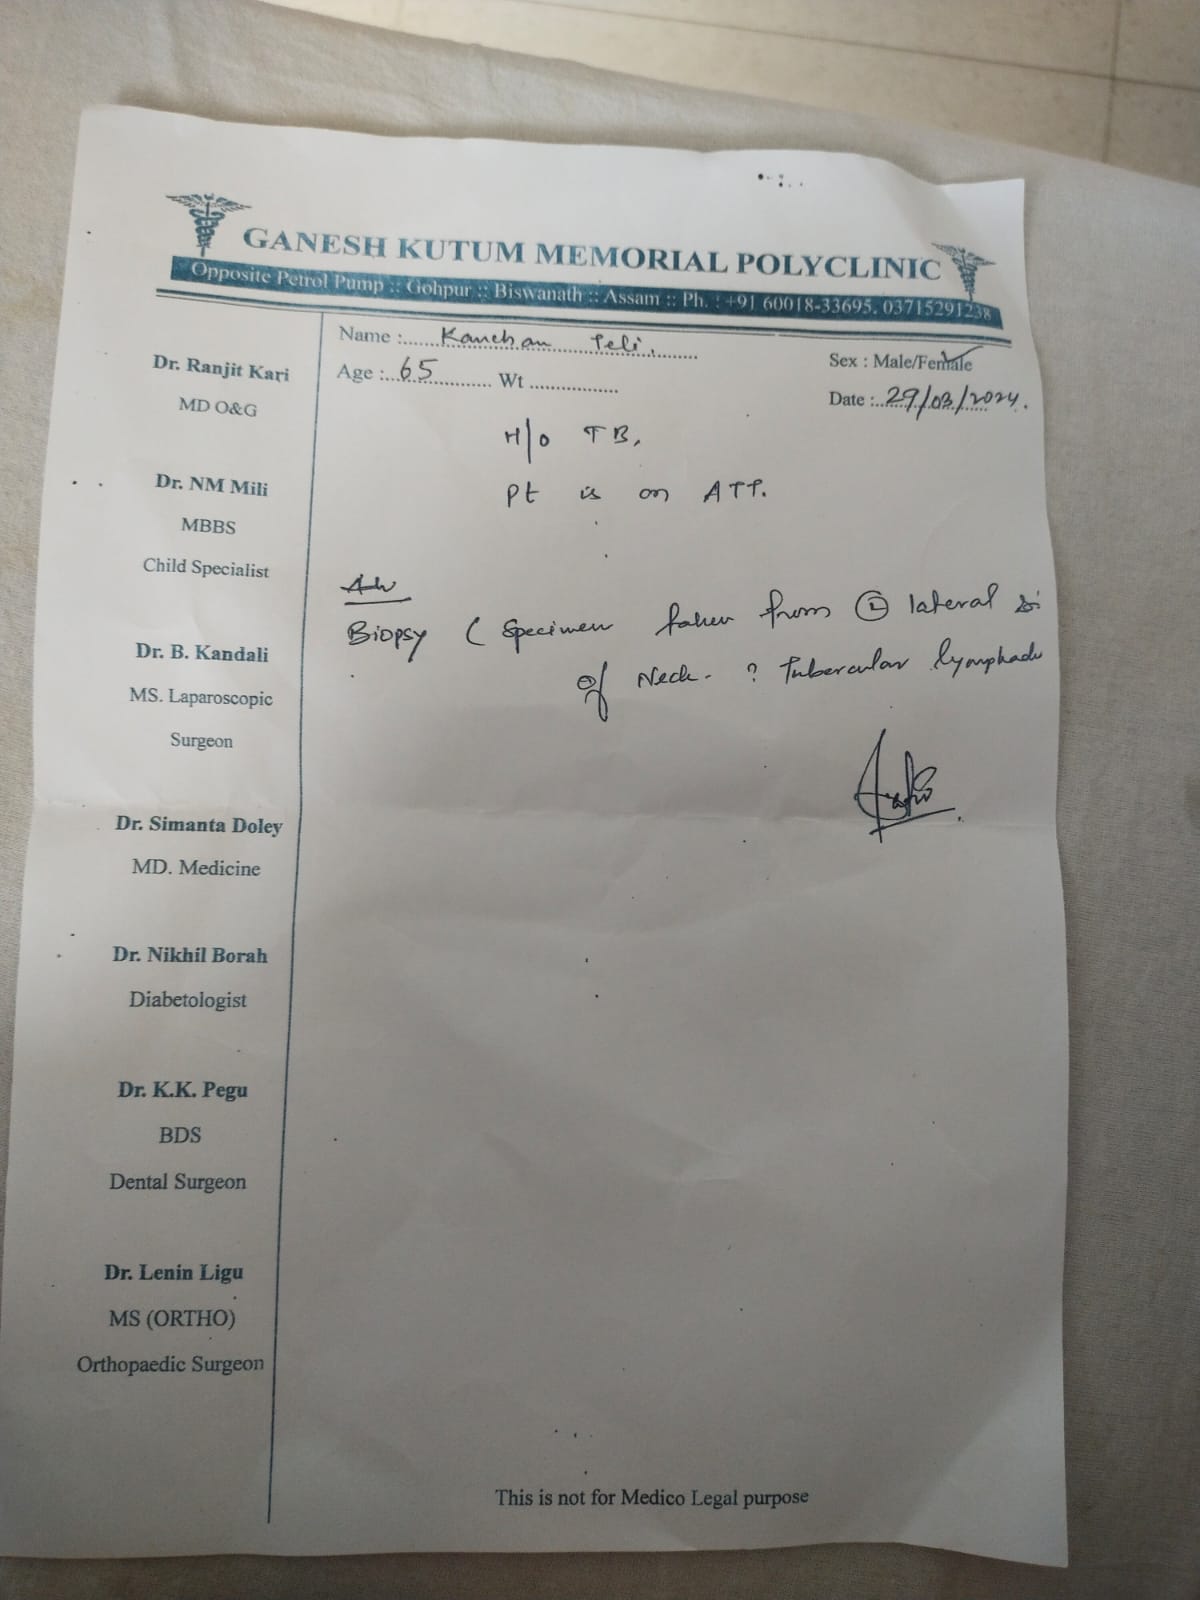 GANESH KUTUM MEMORIAL POLYCLINIC
Opposite Petrol Pump :: Gohpur :: Biswanath :: Assam :: Ph. : +91 60018-33695, 03715291238
Name :...... Kanchan Teli.
Sex : Male/Female
Age :.. 65 ............ Wt .................
Date :.. 29/03/2024.
H/o TB,
Pt is on ATT.
Adv
Biopsy ( Specimen taken from Ⓛ lateral si
of Neck - ? Tubercular lymphade
Dr. Ranjit Kari
MD O&G
Dr. NM Mili
MBBS
Child Specialist
Dr. B. Kandali
MS. Laparoscopic
Surgeon
Dr. Simanta Doley
MD. Medicine
Dr. Nikhil Borah
Diabetologist
Dr. K.K. Pegu
BDS
Dental Surgeon
Dr. Lenin Ligu
MS (ORTHO)
Orthopaedic Surgeon
This is not for Medico Legal purpose